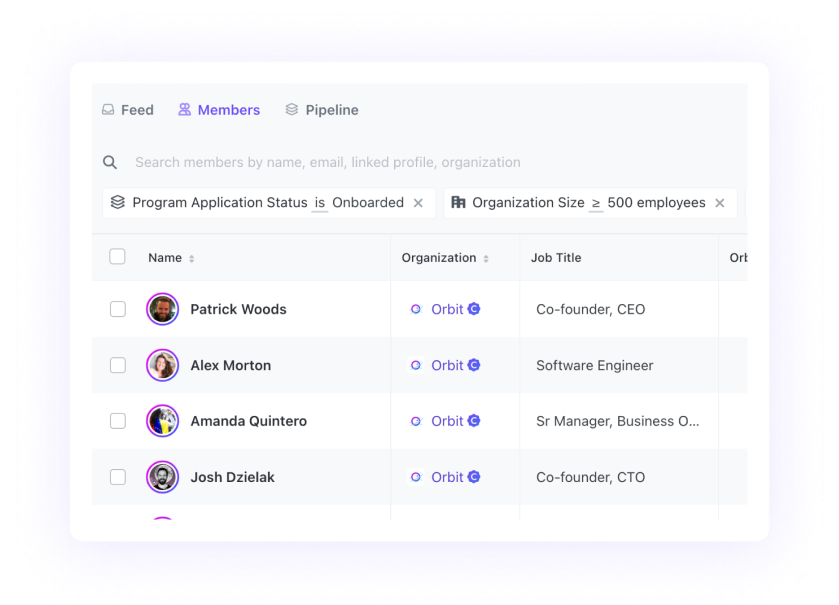 Feed Members Pipeline
Search members by name, email, linked profile, organization
Program Application Status is Onboarded Organization Size ≥ 500 employees
Name Organization Job Title Orb
Patrick Woods Orbit C Co-founder, CEO
Alex Morton Orbit C Software Engineer
Amanda Quintero Orbit C Sr Manager, Business O...
Josh Dzielak Orbit C Co-founder, CTO